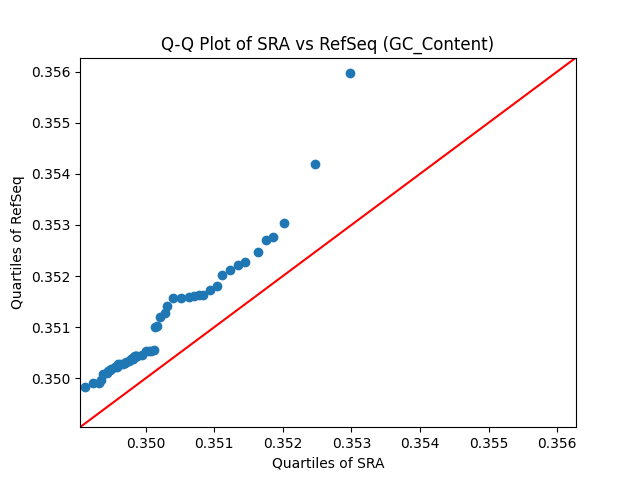 Q-Q Plot of SRA vs RefSeq (GC_Content)
0.356
0.355
0.354
0.353
0.352
0.351
0.350
Quartiles of RefSeq
0.350 0.351 0.352 0.353 0.354 0.355 0.356
Quartiles of SRA